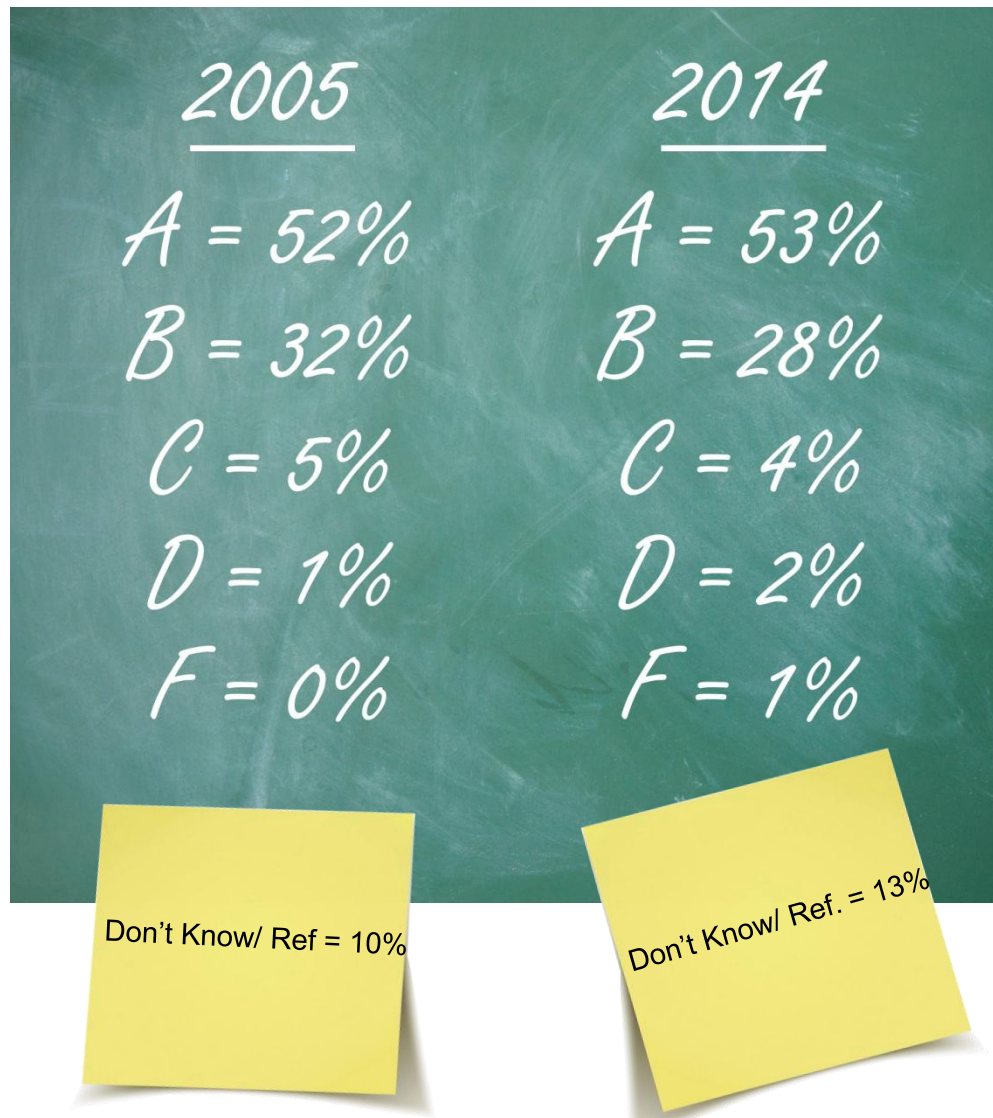 2005
A = 52%
B = 32%
C = 5%
D = 1%
F = 0%
Don't Know/ Ref = 10%
2014
A = 53%
B = 28%
C = 4%
D = 2%
F = 1%
Don't Know/ Ref. = 13%